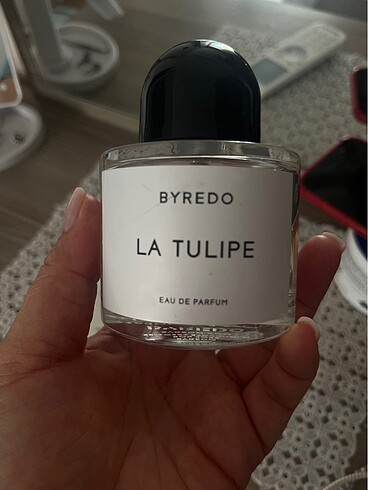 BYREDO
LA TULIPE
EAU DE PARFUM